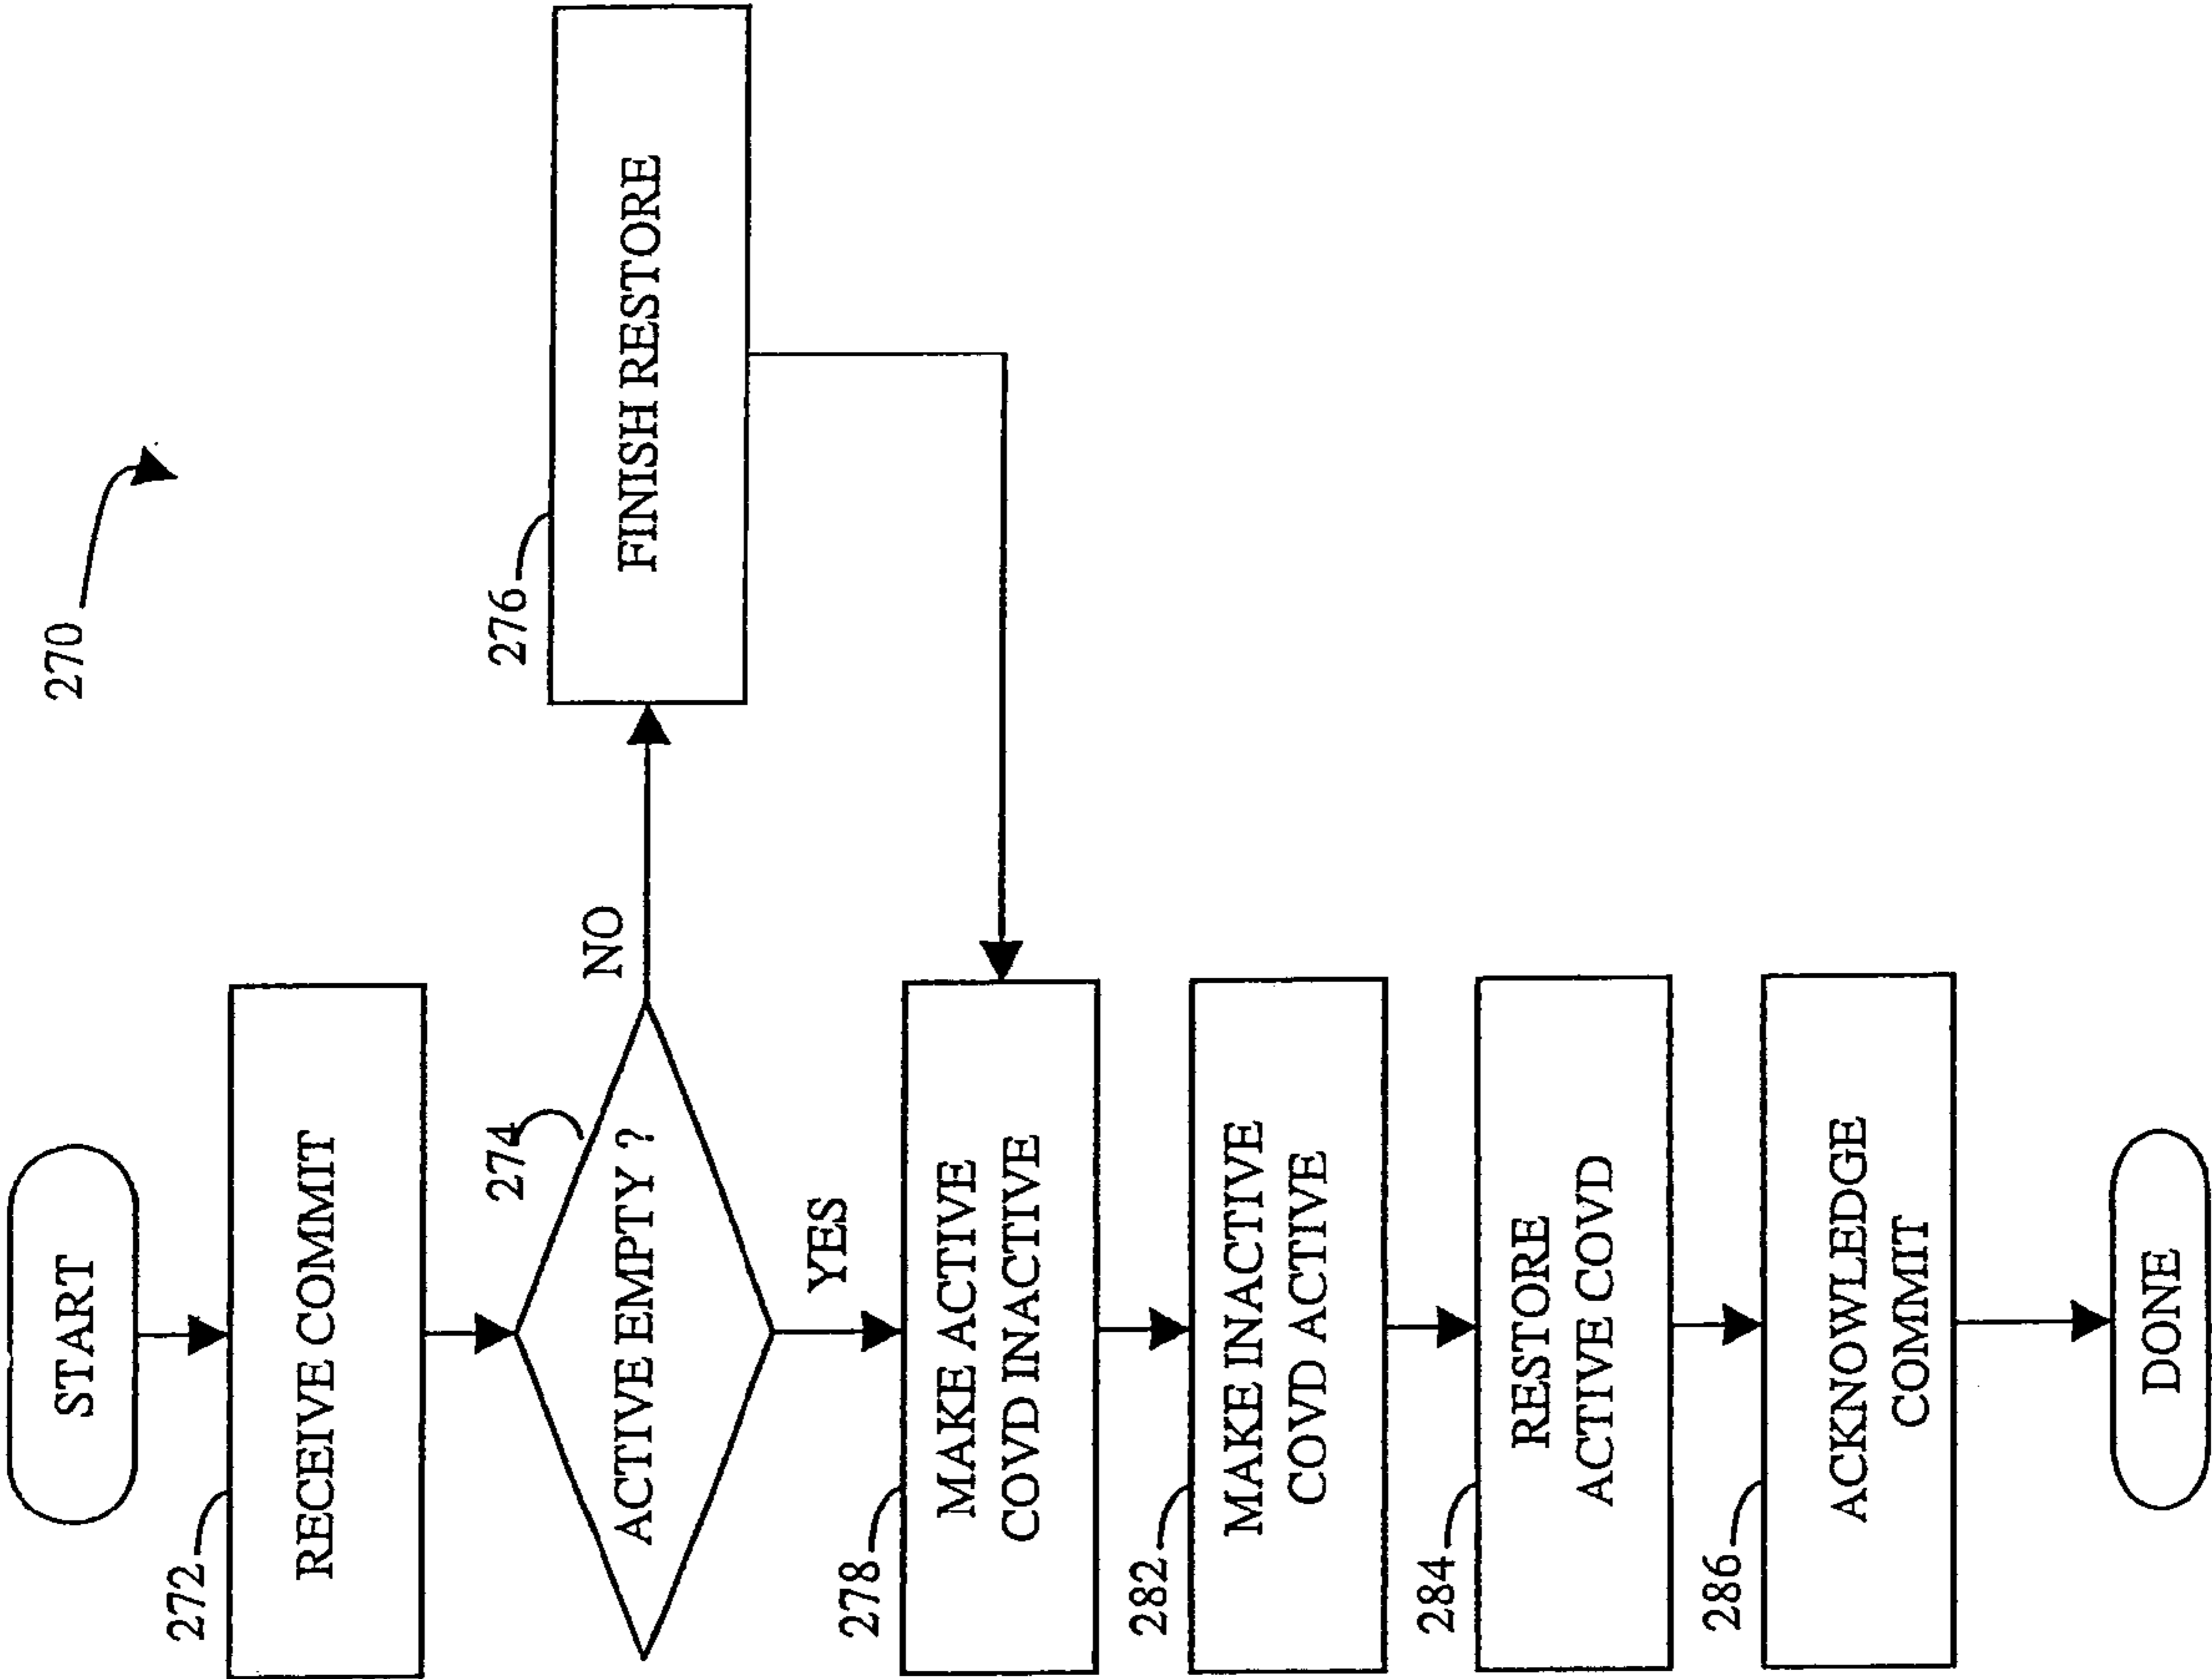 270
START
272
RECEIVE COMMIT
274
ACTIVE EMPTY ?
NO
276
FINISH RESTORE
YES
278
MAKE ACTIVE
COVD INACTIVE
282
MAKE INACTIVE
COVD ACTIVE
284
RESTORE
ACTIVE COVD
286
ACKNOWLEDGE
COMMIT
DONE